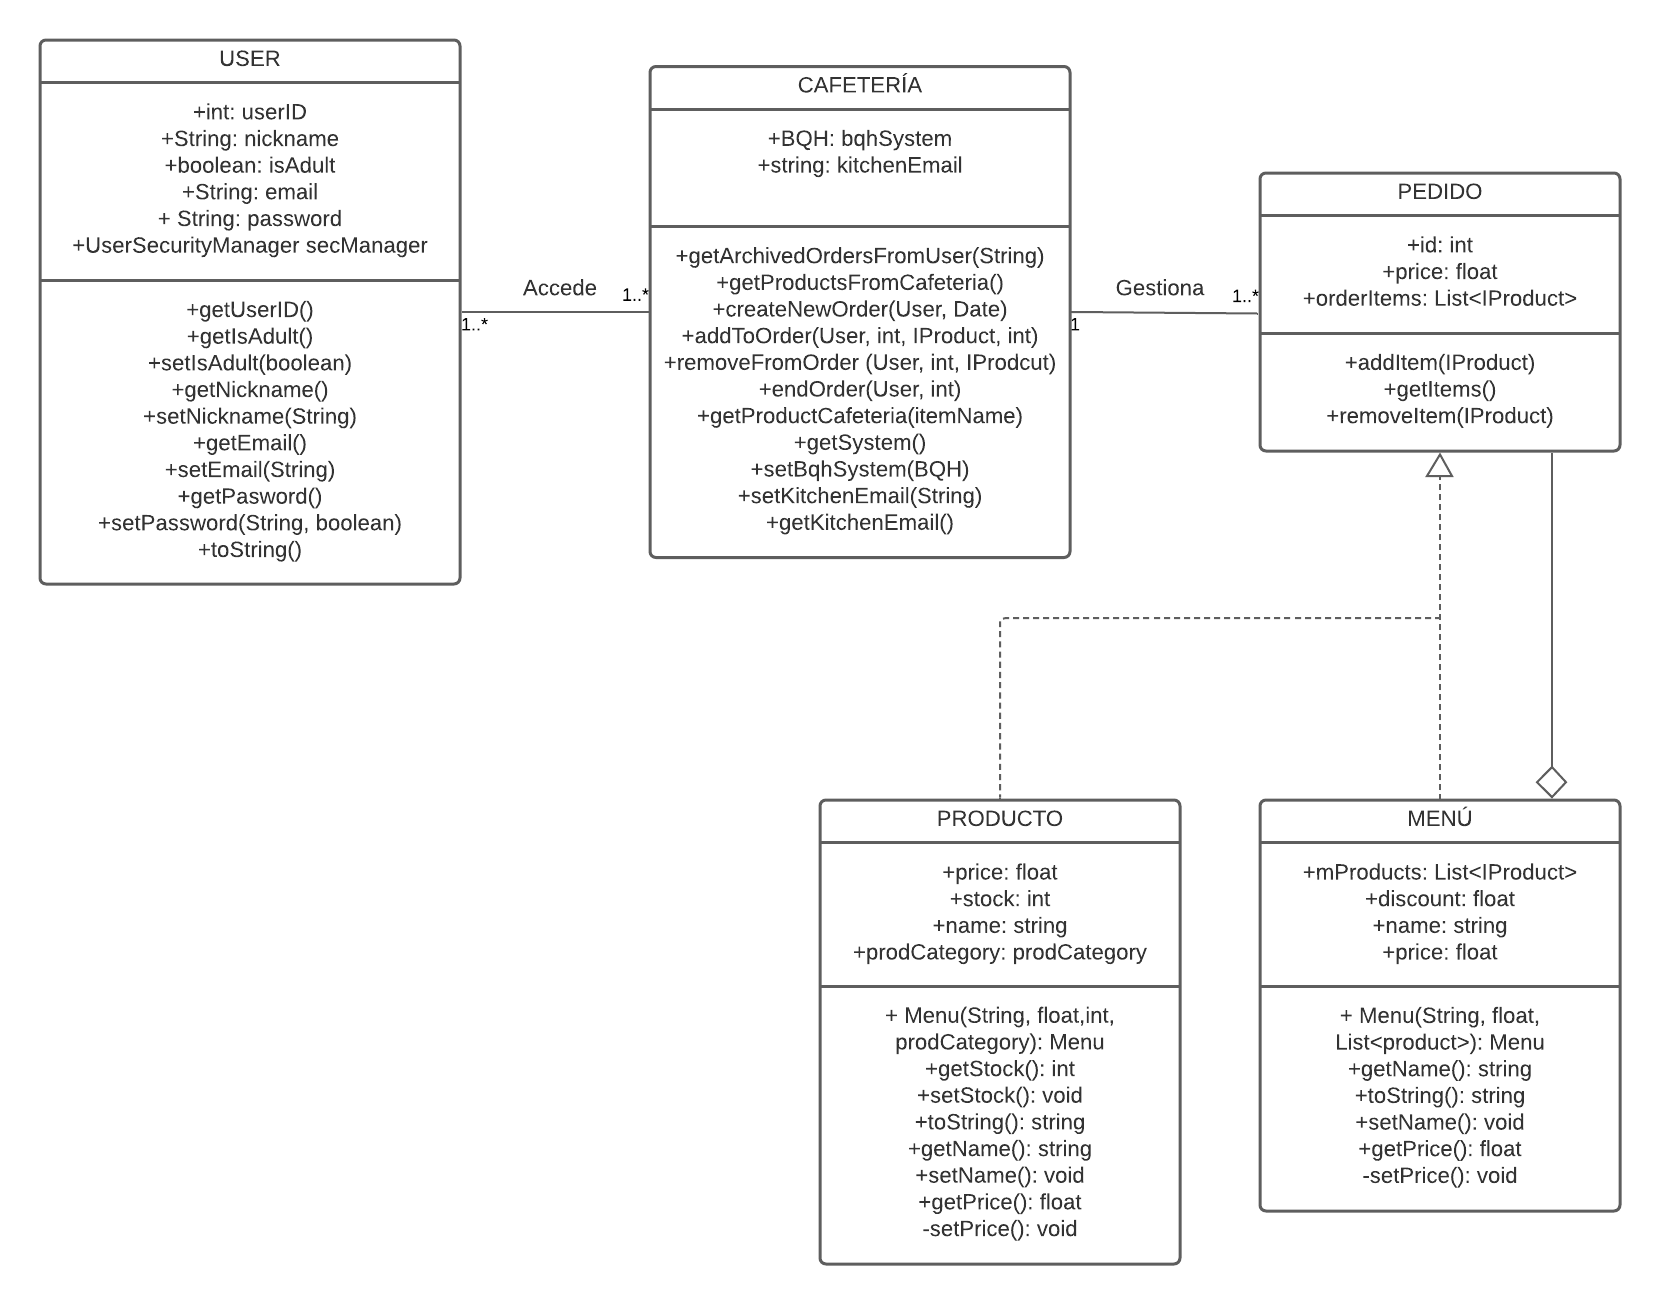 USER
+int: userID
+String: nickname
+boolean: isAdult
+String: email
+ String: password
+UserSecurityManager secManager
+getUserID()
+getIsAdult()
+setIsAdult(boolean)
+getNickname()
+setNickname(String)
+getEmail()
+setEmail(String)
+getPasword()
+setPassword(String, boolean)
+toString()
Accede
1..*
1..*
CAFETERÍA
+BQH: bqhSystem
+string: kitchenEmail
+getArchivedOrdersFromUser(String)
+getProductsFromCafeteria()
+createNewOrder(User, Date)
+addToOrder(User, int, IProduct, int)
+removeFromOrder (User, int, IProdcut)
+endOrder(User, int)
+getProductCafeteria(itemName)
+getSystem()
+setBqhSystem(BQH)
+setKitchenEmail(String)
+getKitchenEmail()
Gestiona
1..*
1
PEDIDO
+id: int
+price: float
+orderItems: List<IProduct>
+addItem(IProduct)
+getItems()
+removeItem(IProduct)
PRODUCTO
+price: float
+stock: int
+name: string
+prodCategory: prodCategory
+ Menu(String, float,int,
prodCategory): Menu
+getStock(): int
+setStock(): void
+toString(): string
+getName(): string
+setName(): void
+getPrice(): float
-setPrice(): void
MENÚ
+mProducts: List<IProduct>
+discount: float
+name: string
+price: float
+ Menu(String, float,
List<product>): Menu
+getName(): string
+toString(): string
+setName(): void
+getPrice(): float
-setPrice(): void